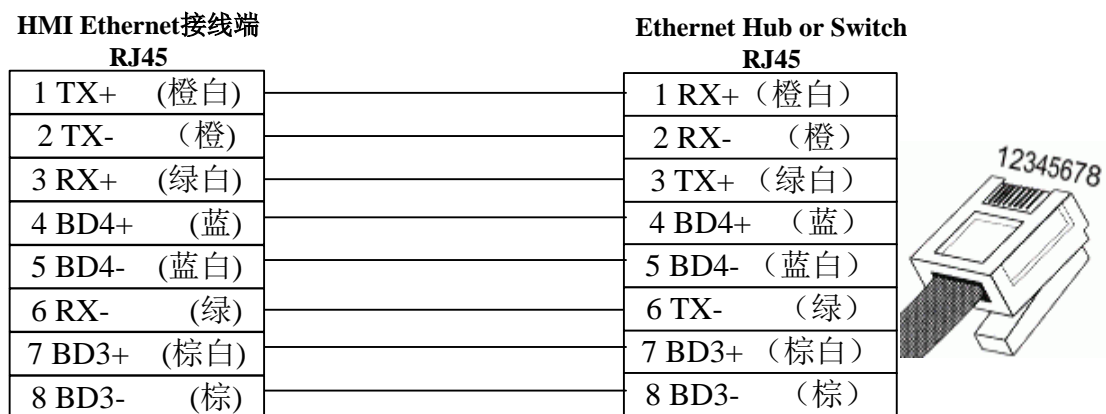 HMI Ethernet接线端
RJ45
1 TX+ (橙白)
2 TX- （橙)
3 RX+ (绿白)
4 BD4+ (蓝)
5 BD4- (蓝白)
6 RX- (绿)
7 BD3+ (棕白)
8 BD3- (棕)
Ethernet Hub or Switch
RJ45
1 RX+（橙白）
2 RX- （橙）
3 TX+ （绿白）
4 BD4+ （蓝）
5 BD4- （蓝白）
6 TX- （绿）
7 BD3+ （棕白）
8 BD3- （棕）
12345678